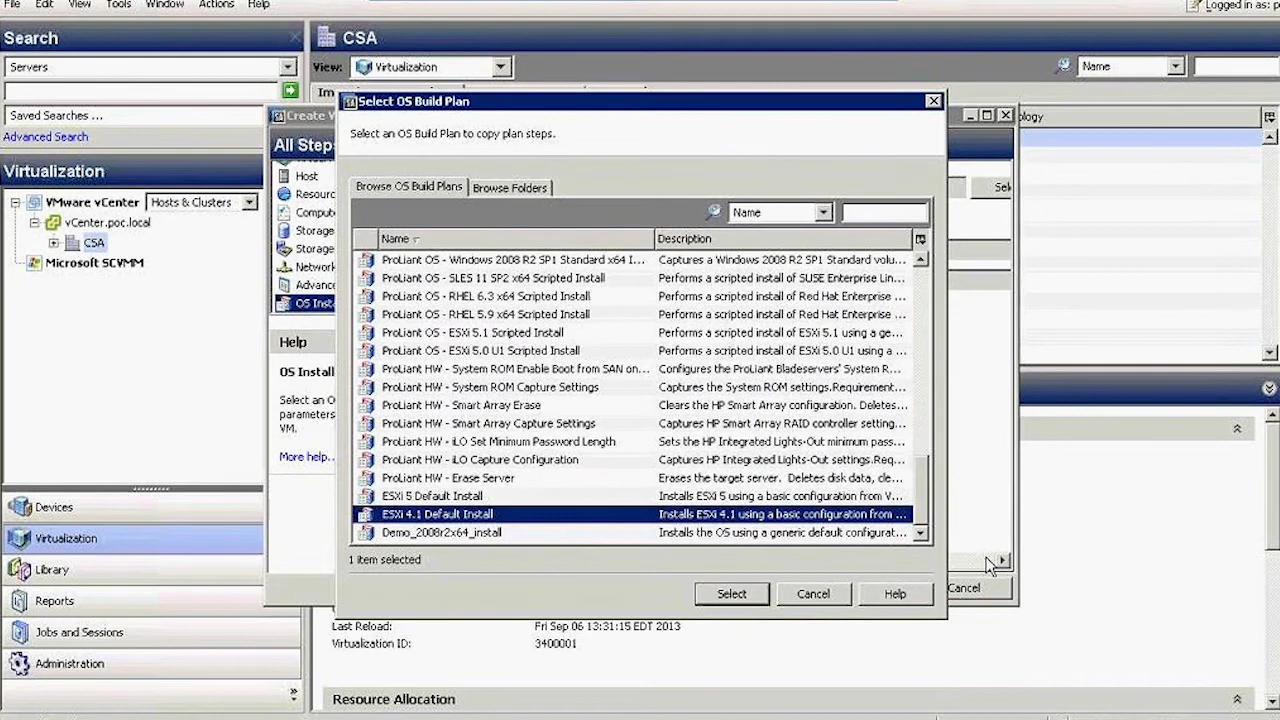 File Edit View Tools Window Actions Help
Logged in as: p
Search
CSA
Servers
View: Virtualization
Name
Saved Searches ...
Advanced Search
Virtualization
VMware vCenter Hosts & Clusters
vCenter.poc.local
CSA
Microsoft SCVMM
Devices
Virtualization
Library
Reports
Jobs and Sessions
Administration
All Step
Host
Resourc
Compute
Storage
Storage
Network
Advanc
OS Insta
Help
OS Install
Select an O
parameters
VM.
More help..
Select OS Build Plan
Select an OS Build Plan to copy plan steps.
Browse OS Build Plans Browse Folders
Name
Name Description
ProLiant OS - Windows 2008 R2 SP1 Standard x64 I... Captures a Windows 2008 R2 SP1 Standard volu...
ProLiant OS - SLES 11 SP2 x64 Scripted Install Performs a scripted install of SUSE Enterprise Lin...
ProLiant OS - RHEL 6.3 x64 Scripted Install Performs a scripted install of Red Hat Enterprise ...
ProLiant OS - RHEL 5.9 x64 Scripted Install Performs a scripted install of Red Hat Enterprise ...
ProLiant OS - ESXi 5.1 Scripted Install Performs a scripted install of ESXi 5.1 using a ge...
ProLiant OS - ESXi 5.0 U1 Scripted Install Performs a scripted install of ESXi 5.0 U1 using a ...
ProLiant HW - System ROM Enable Boot from SAN on... Configures the ProLiant Bladeservers' System R...
ProLiant HW - System ROM Capture Settings Captures the System ROM settings.Requirement...
ProLiant HW - Smart Array Erase Clears the HP Smart Array configuration. Deletes...
ProLiant HW - Smart Array Capture Settings Captures HP Smart Array RAID controller setting...
ProLiant HW - iLO Set Minimum Password Length Sets the HP Integrated Lights-Out minimum pass...
ProLiant HW - iLO Capture Configuration Captures HP Integrated Lights-Out settings.Req...
ProLiant HW - Erase Server Erases the target server. Deletes disk data, cle...
ESXi 5 Default Install Installs ESXi 5 using a basic configuration from V...
ESXi 4.1 Default Install Installs ESXi 4.1 using a basic configuration from ...
Demo_2008r2x64_install Installs the OS using a generic default configurat...
1 item selected
Select Cancel Help
ology
Sel
Cancel
Last Reload: Fri Sep 06 13:31:15 EDT 2013
Virtualization ID: 3400001
Resource Allocation